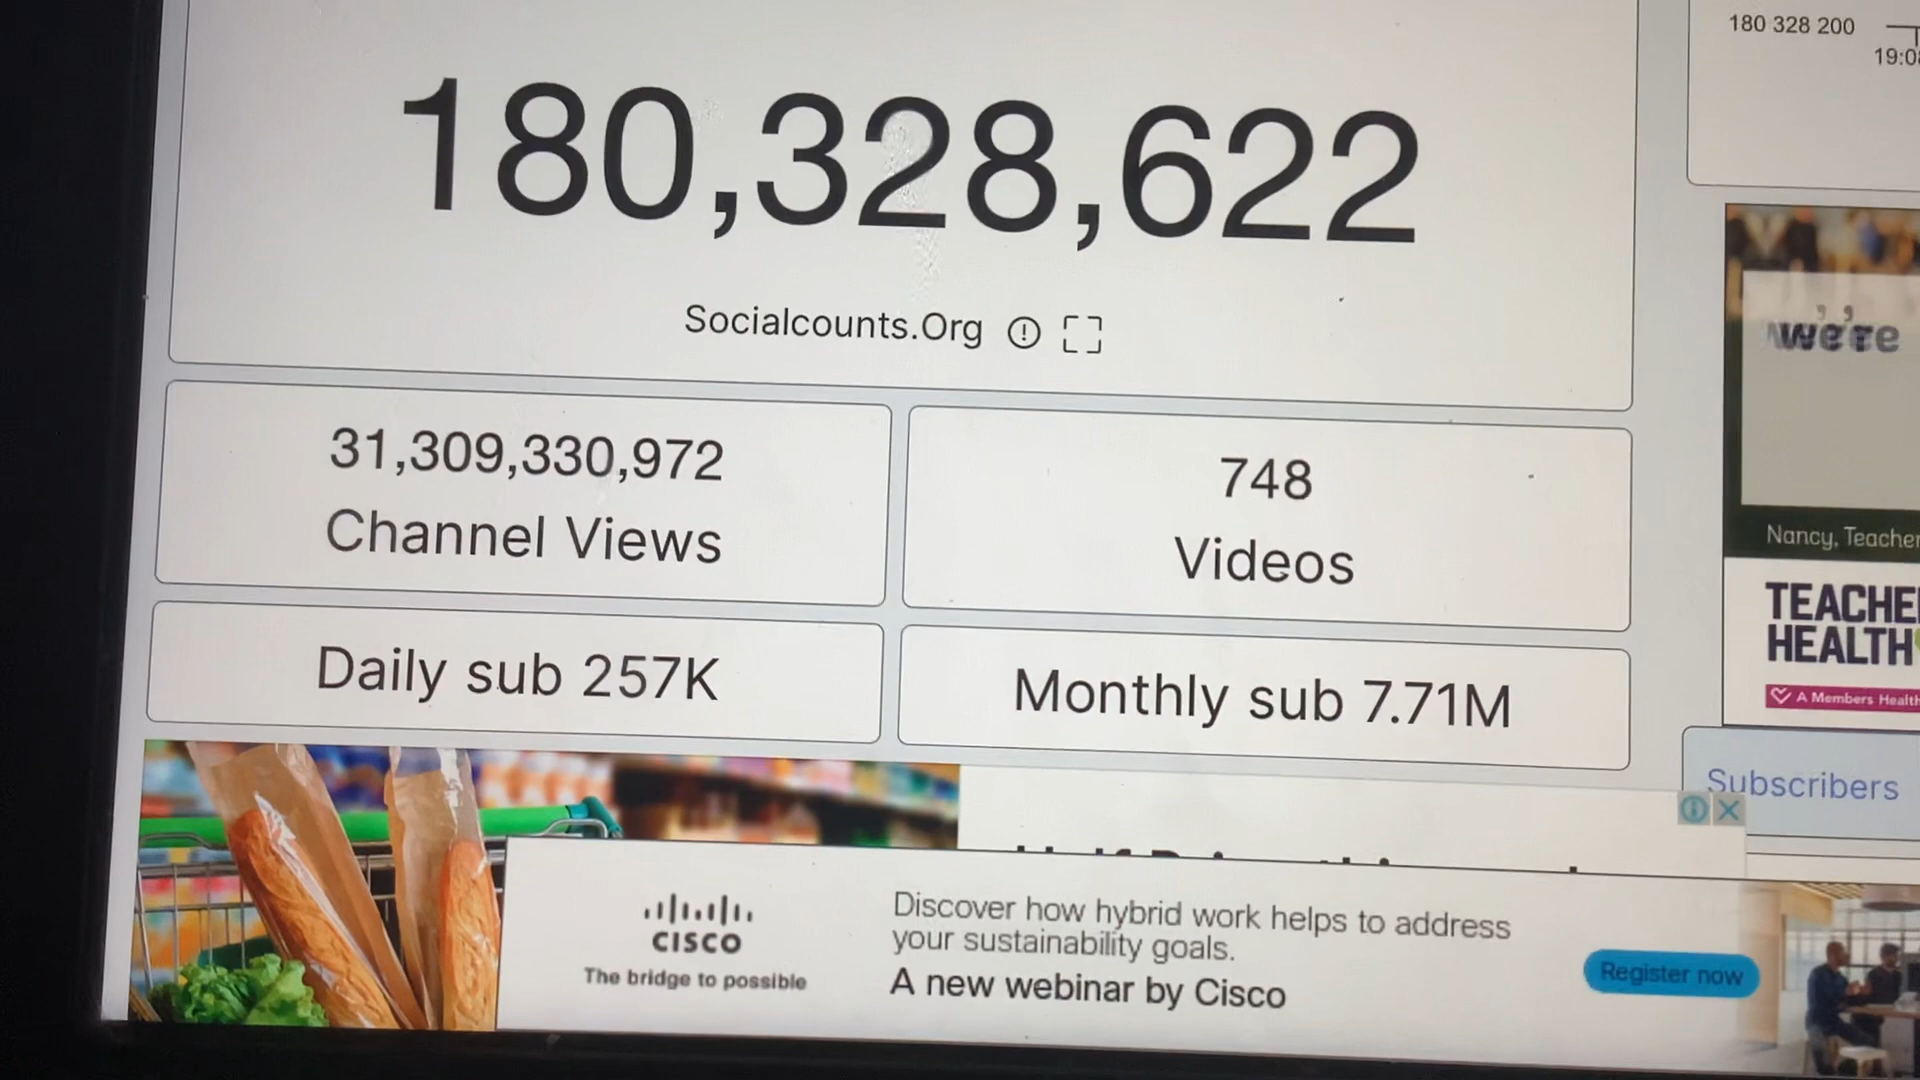 180 328 200
180,328,622
Socialcounts.Org
we're
31,309,330,972
Channel Views
748
Videos
Nancy, Teacher
TEACHE
HEALTH
A Members Health
Daily sub 257K
Monthly sub 7.71M
Subscribers
CISCO
The bridge to possible
Discover how hybrid work helps to address
your sustainability goals.
A new webinar by Cisco
Register now